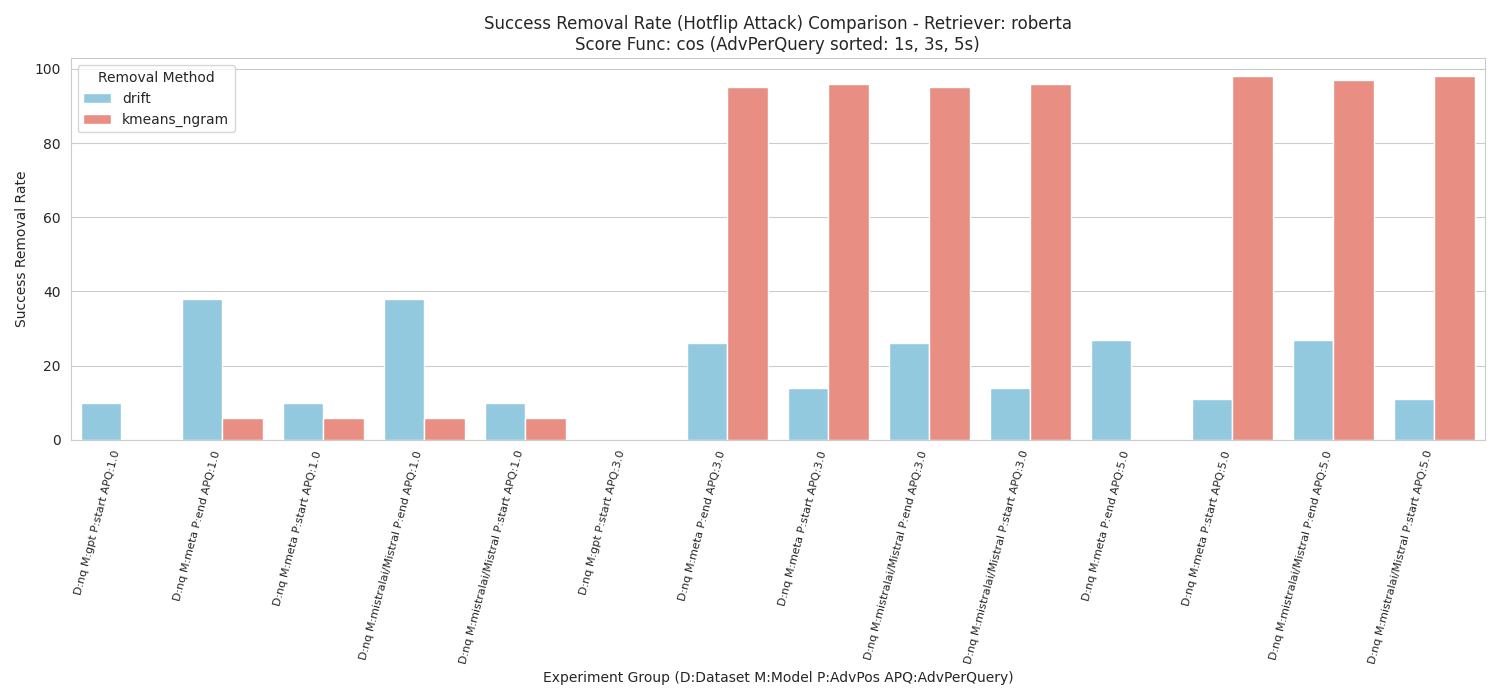 Success Removal Rate (Hotflip Attack) Comparison - Retriever: roberta
Score Func: cos (AdvPerQuery sorted: 1s, 3s, 5s)
Removal Method
drift
kmeans_ngram
Success Removal Rate
100
80
60
40
20
0
D:nq M:gpt P:start APQ:1.0
D:nq M:meta P:end APQ:1.0
D:nq M:meta P:start APQ:1.0
D:nq M:mistralai/Mistral P:end APQ:1.0
D:nq M:mistralai/Mistral P:start APQ:1.0
D:nq M:gpt P:start APQ:3.0
D:nq M:meta P:end APQ:3.0
D:nq M:meta P:start APQ:3.0
D:nq M:mistralai/Mistral P:end APQ:3.0
D:nq M:mistralai/Mistral P:start APQ:3.0
D:nq M:meta P:end APQ:5.0
D:nq M:meta P:start APQ:5.0
D:nq M:mistralai/Mistral P:end APQ:5.0
D:nq M:mistralai/Mistral P:start APQ:5.0
Experiment Group (D:Dataset M:Model P:AdvPos APQ:AdvPerQuery)